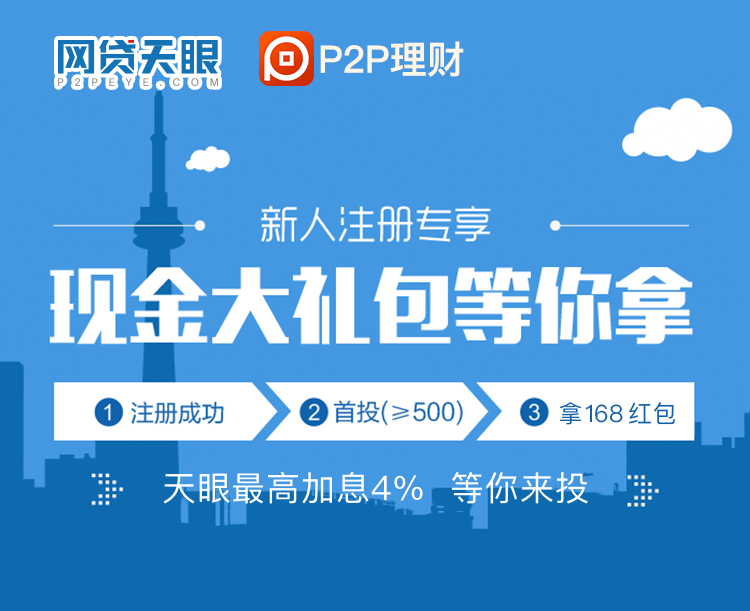 网贷天眼 P2P理财
P2PEYE.COM
新人注册专享
现金大礼包等你拿
1 注册成功 2 首投(≥500) 3 拿168红包
天眼最高加息4% 等你来投